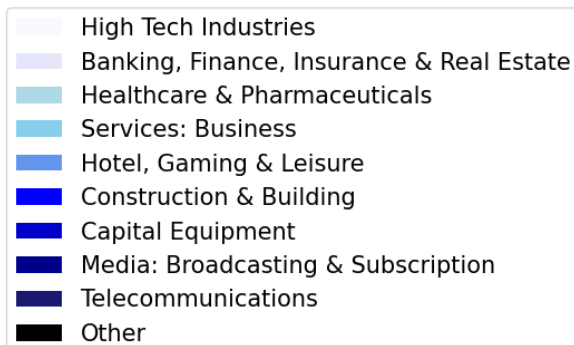 High Tech Industries
Banking, Finance, Insurance & Real Estate
Healthcare & Pharmaceuticals
Services: Business
Hotel, Gaming & Leisure
Construction & Building
Capital Equipment
Media: Broadcasting & Subscription
Telecommunications
Other